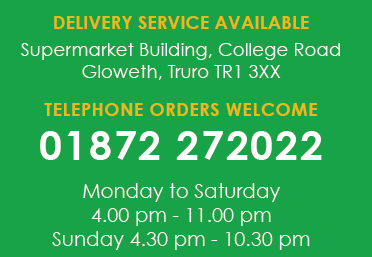 DELIVERY SERVICE AVAILABLE
Supermarket Building, College Road
Gloweth, Truro TR1 3XX
TELEPHONE ORDERS WELCOME
01872 272022
Monday to Saturday
4.00 pm - 11.00 pm
Sunday 4.30 pm - 10.30 pm